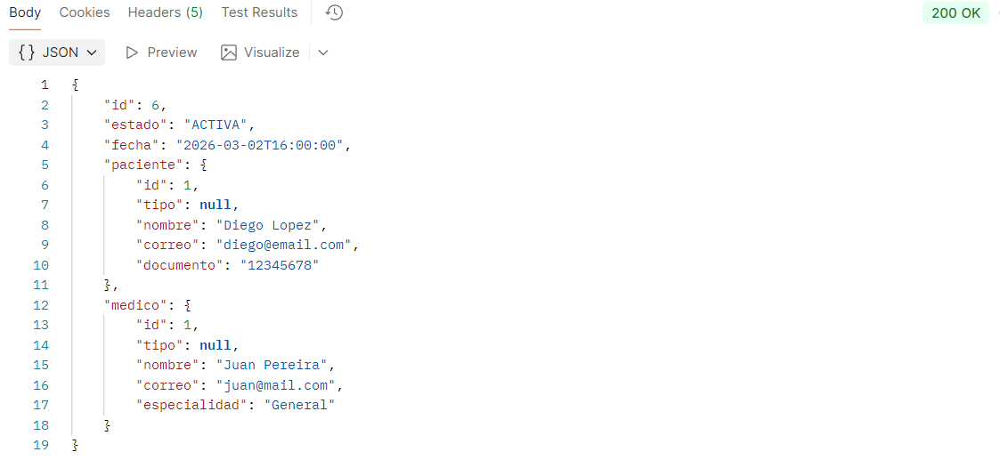 Body Cookies Headers (5) Test Results 200 OK
{} JSON Preview Visualize
1 {
2 "id": 6,
3 "estado": "ACTIVA",
4 "fecha": "2026-03-02T16:00:00",
5 "paciente": {
6 "id": 1,
7 "tipo": null,
8 "nombre": "Diego Lopez",
9 "correo": "diego@email.com",
10 "documento": "12345678"
11 },
12 "medico": {
13 "id": 1,
14 "tipo": null,
15 "nombre": "Juan Pereira",
16 "correo": "juan@mail.com",
17 "especialidad": "General"
18 }
19 }